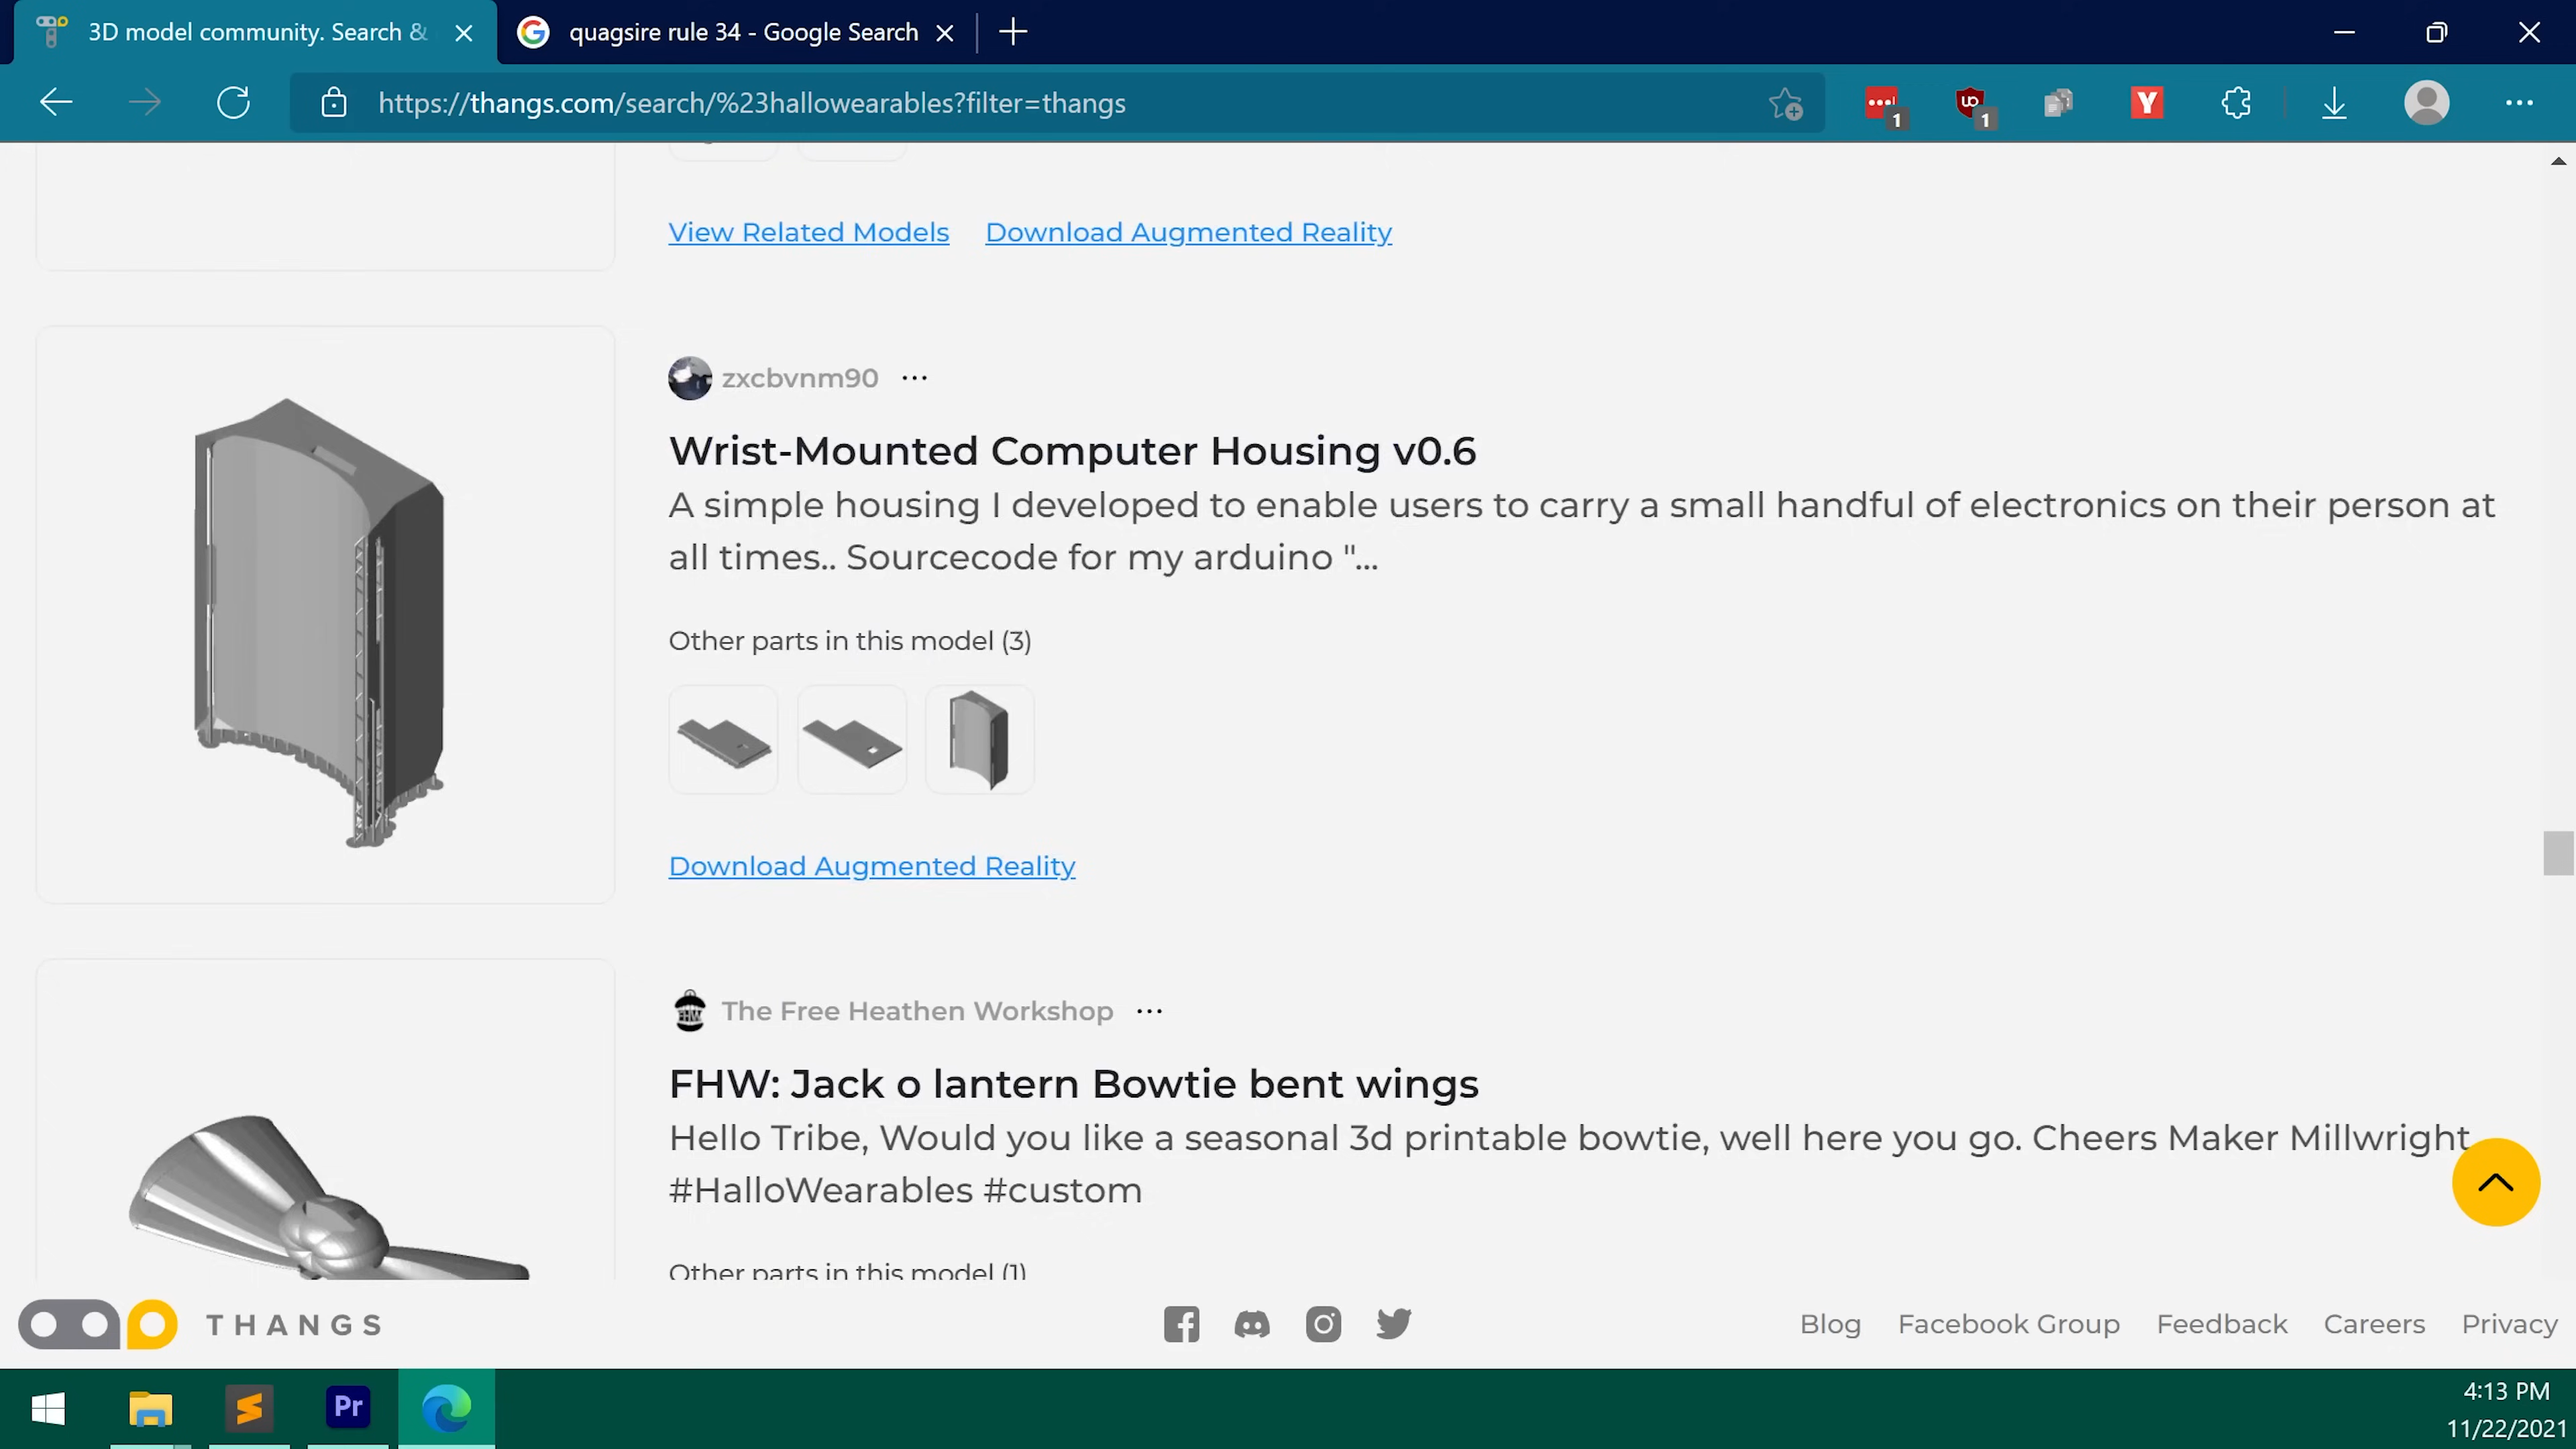 3D model community. Search &
quagsire rule 34 - Google Search
https://thangs.com/search/%23hallowearables?filter=thangs
1
UO
1
Y
View Related Models Download Augmented Reality
zxcbvnm90 ...
Wrist-Mounted Computer Housing v0.6
A simple housing I developed to enable users to carry a small handful of electronics on their person at
all times.. Sourcecode for my arduino "...
Other parts in this model (3)
Download Augmented Reality
FHW
The Free Heathen Workshop ...
FHW: Jack o lantern Bowtie bent wings
Hello Tribe, Would you like a seasonal 3d printable bowtie, well here you go. Cheers Maker Millwright
#HalloWearables #custom
Other parts in this model (1)
THANGS
Blog Facebook Group Feedback Careers Privacy
Pr
4:13 PM
11/22/2021